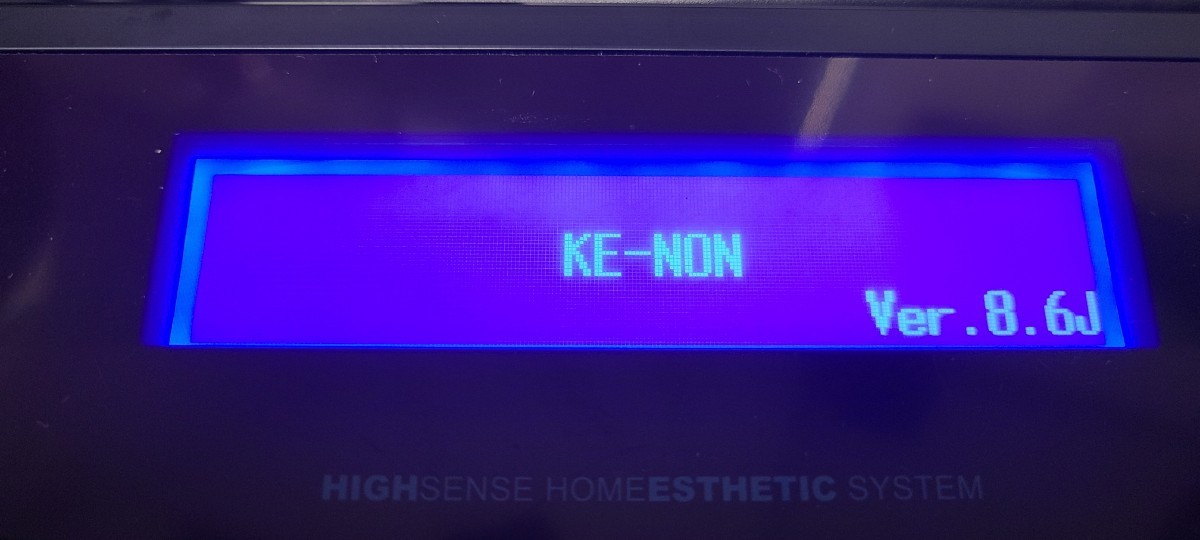 KE-NON
Ver.8.6J
HIGHSENSE HOMEESTHETIC SYSTEM